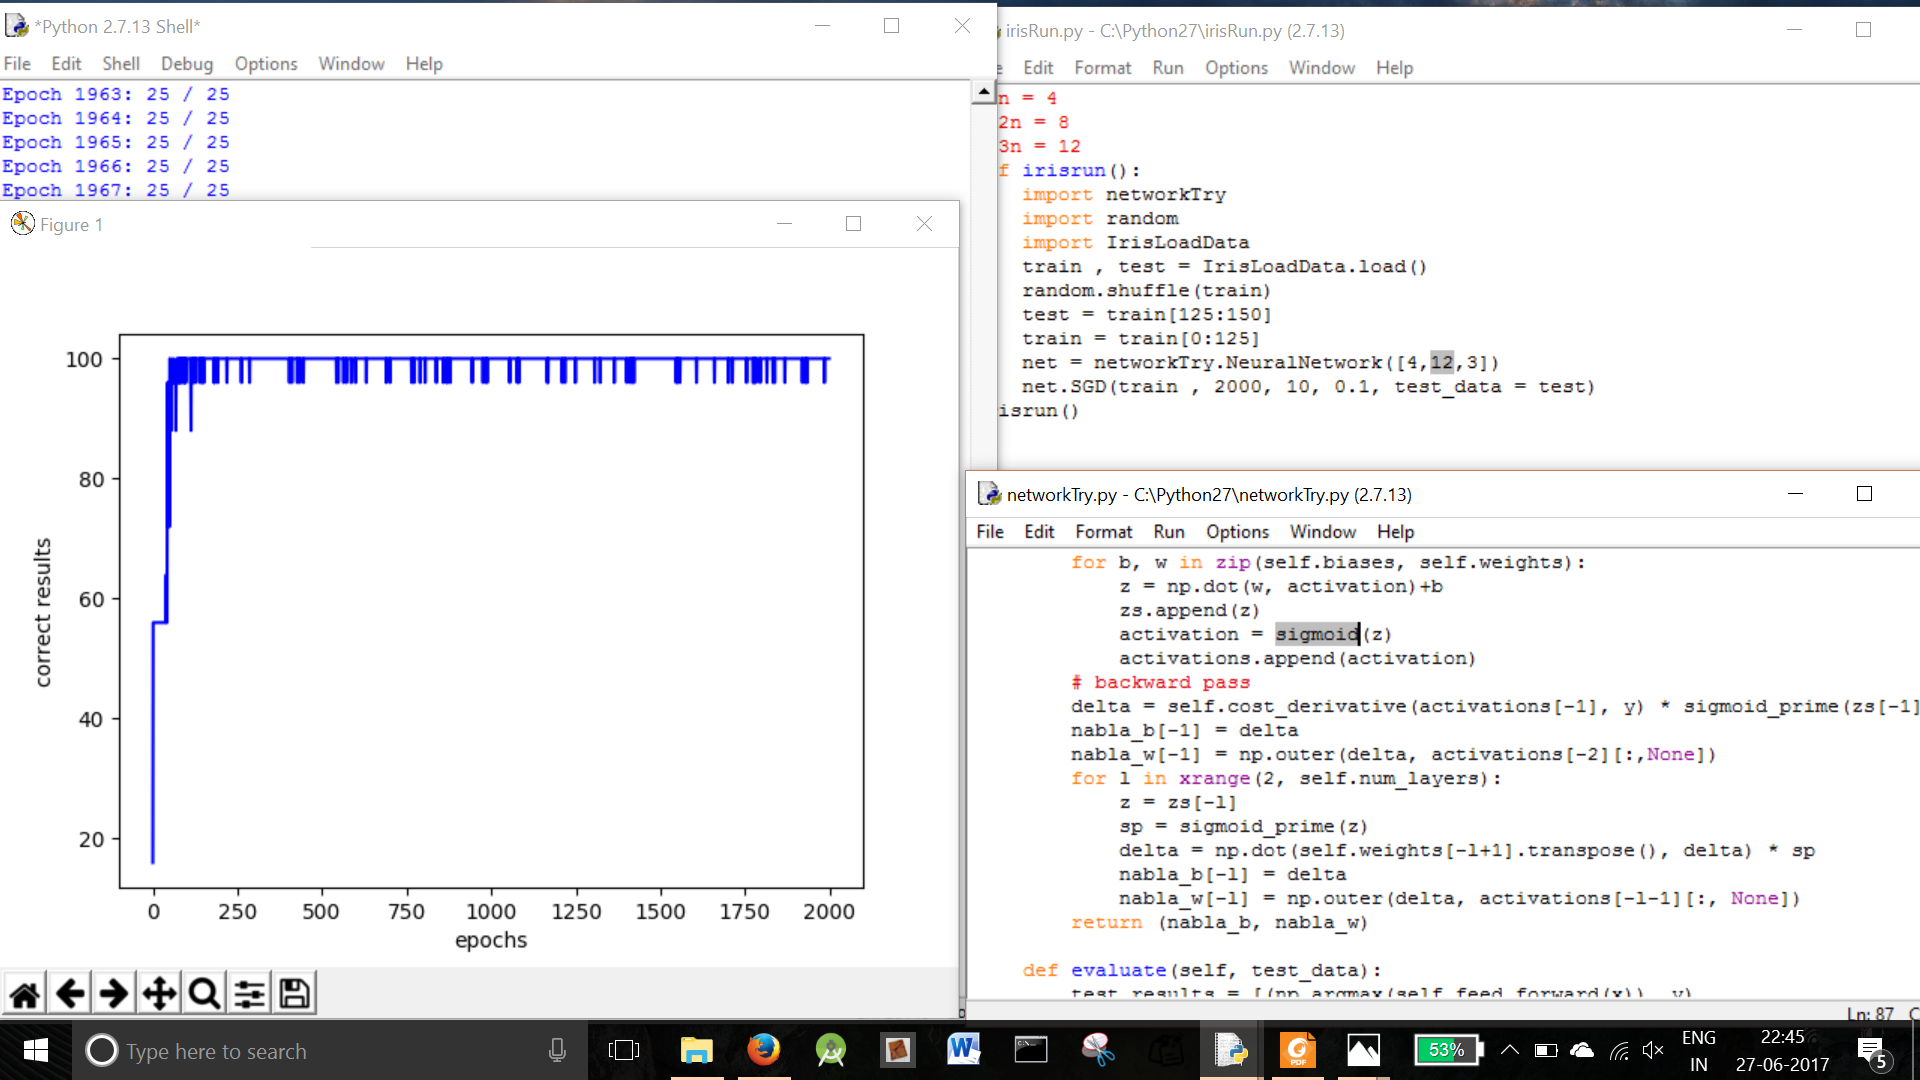 *Python 2.7.13 Shell*
File Edit Shell Debug Options Window Help
Epoch 1963: 25 / 25
Epoch 1964: 25 / 25
Epoch 1965: 25 / 25
Epoch 1966: 25 / 25
Epoch 1967: 25 / 25
Figure 1
100
80
60
40
20
correct results
0 250 500 750 1000 1250 1500 1750 2000
epochs
irisRun.py - C:\Python27\irisRun.py (2.7.13)
e Edit Format Run Options Window Help
n = 4
2n = 8
3n = 12
f irisrun():
import networkTry
import random
import IrisLoadData
train , test = IrisLoadData.load()
random.shuffle(train)
test = train[125:150]
train = train[0:125]
net = networkTry.NeuralNetwork([4,12,3])
net.SGD(train , 2000, 10, 0.1, test_data = test)
isrun()
networkTry.py - C:\Python27\networkTry.py (2.7.13)
File Edit Format Run Options Window Help
for b, w in zip(self.biases, self.weights):
z = np.dot(w, activation)+b
zs.append(z)
activation = sigmoid(z)
activations.append(activation)
# backward pass
delta = self.cost_derivative(activations[-1], y) * sigmoid_prime(zs[-1]
nabla_b[-1] = delta
nabla_w[-1] = np.outer(delta, activations[-2][:,None])
for l in xrange(2, self.num_layers):
z = zs[-l]
sp = sigmoid_prime(z)
delta = np.dot(self.weights[-l+1].transpose(), delta) * sp
nabla_b[-l] = delta
nabla_w[-l] = np.outer(delta, activations[-l-1][:, None])
return (nabla_b, nabla_w)
def evaluate(self, test_data):
test_results = [(np.argmax(self.feed_forward(x)), y)
Ln: 87 C
Type here to search
53%
ENG
IN
22:45
27-06-2017
5